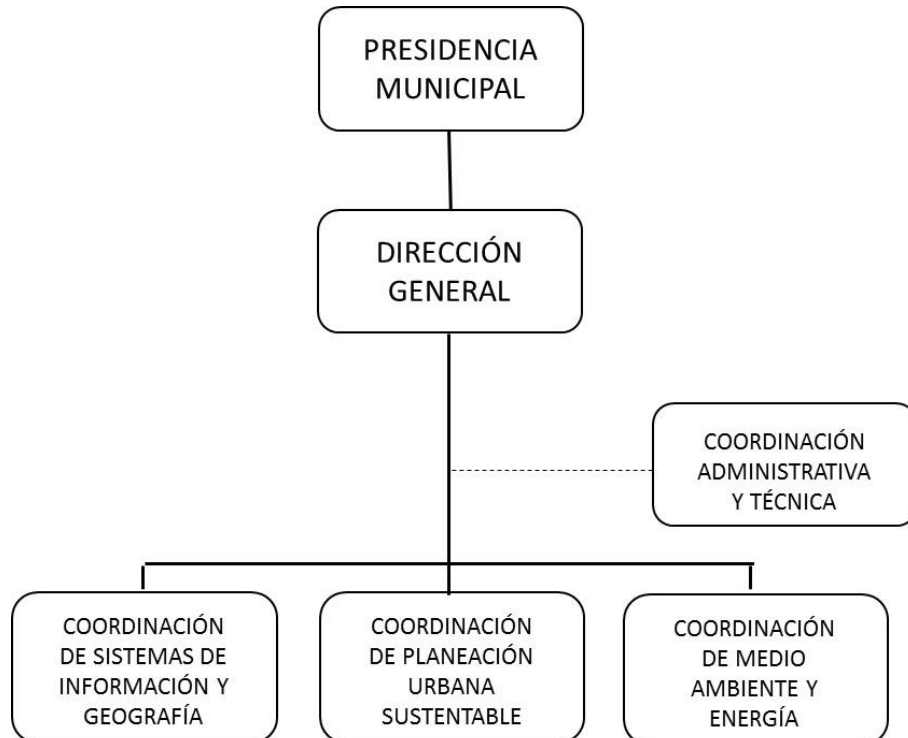 PRESIDENCIA
MUNICIPAL
DIRECCIÓN
GENERAL
COORDINACIÓN
ADMINISTRATIVA
Y TÉCNICA
COORDINACIÓN
DE SISTEMAS DE
INFORMACIÓN Y
GEOGRAFÍA
COORDINACIÓN
DE PLANEACIÓN
URBANA
SUSTENTABLE
COORDINACIÓN
DE MEDIO
AMBIENTE Y
ENERGÍA